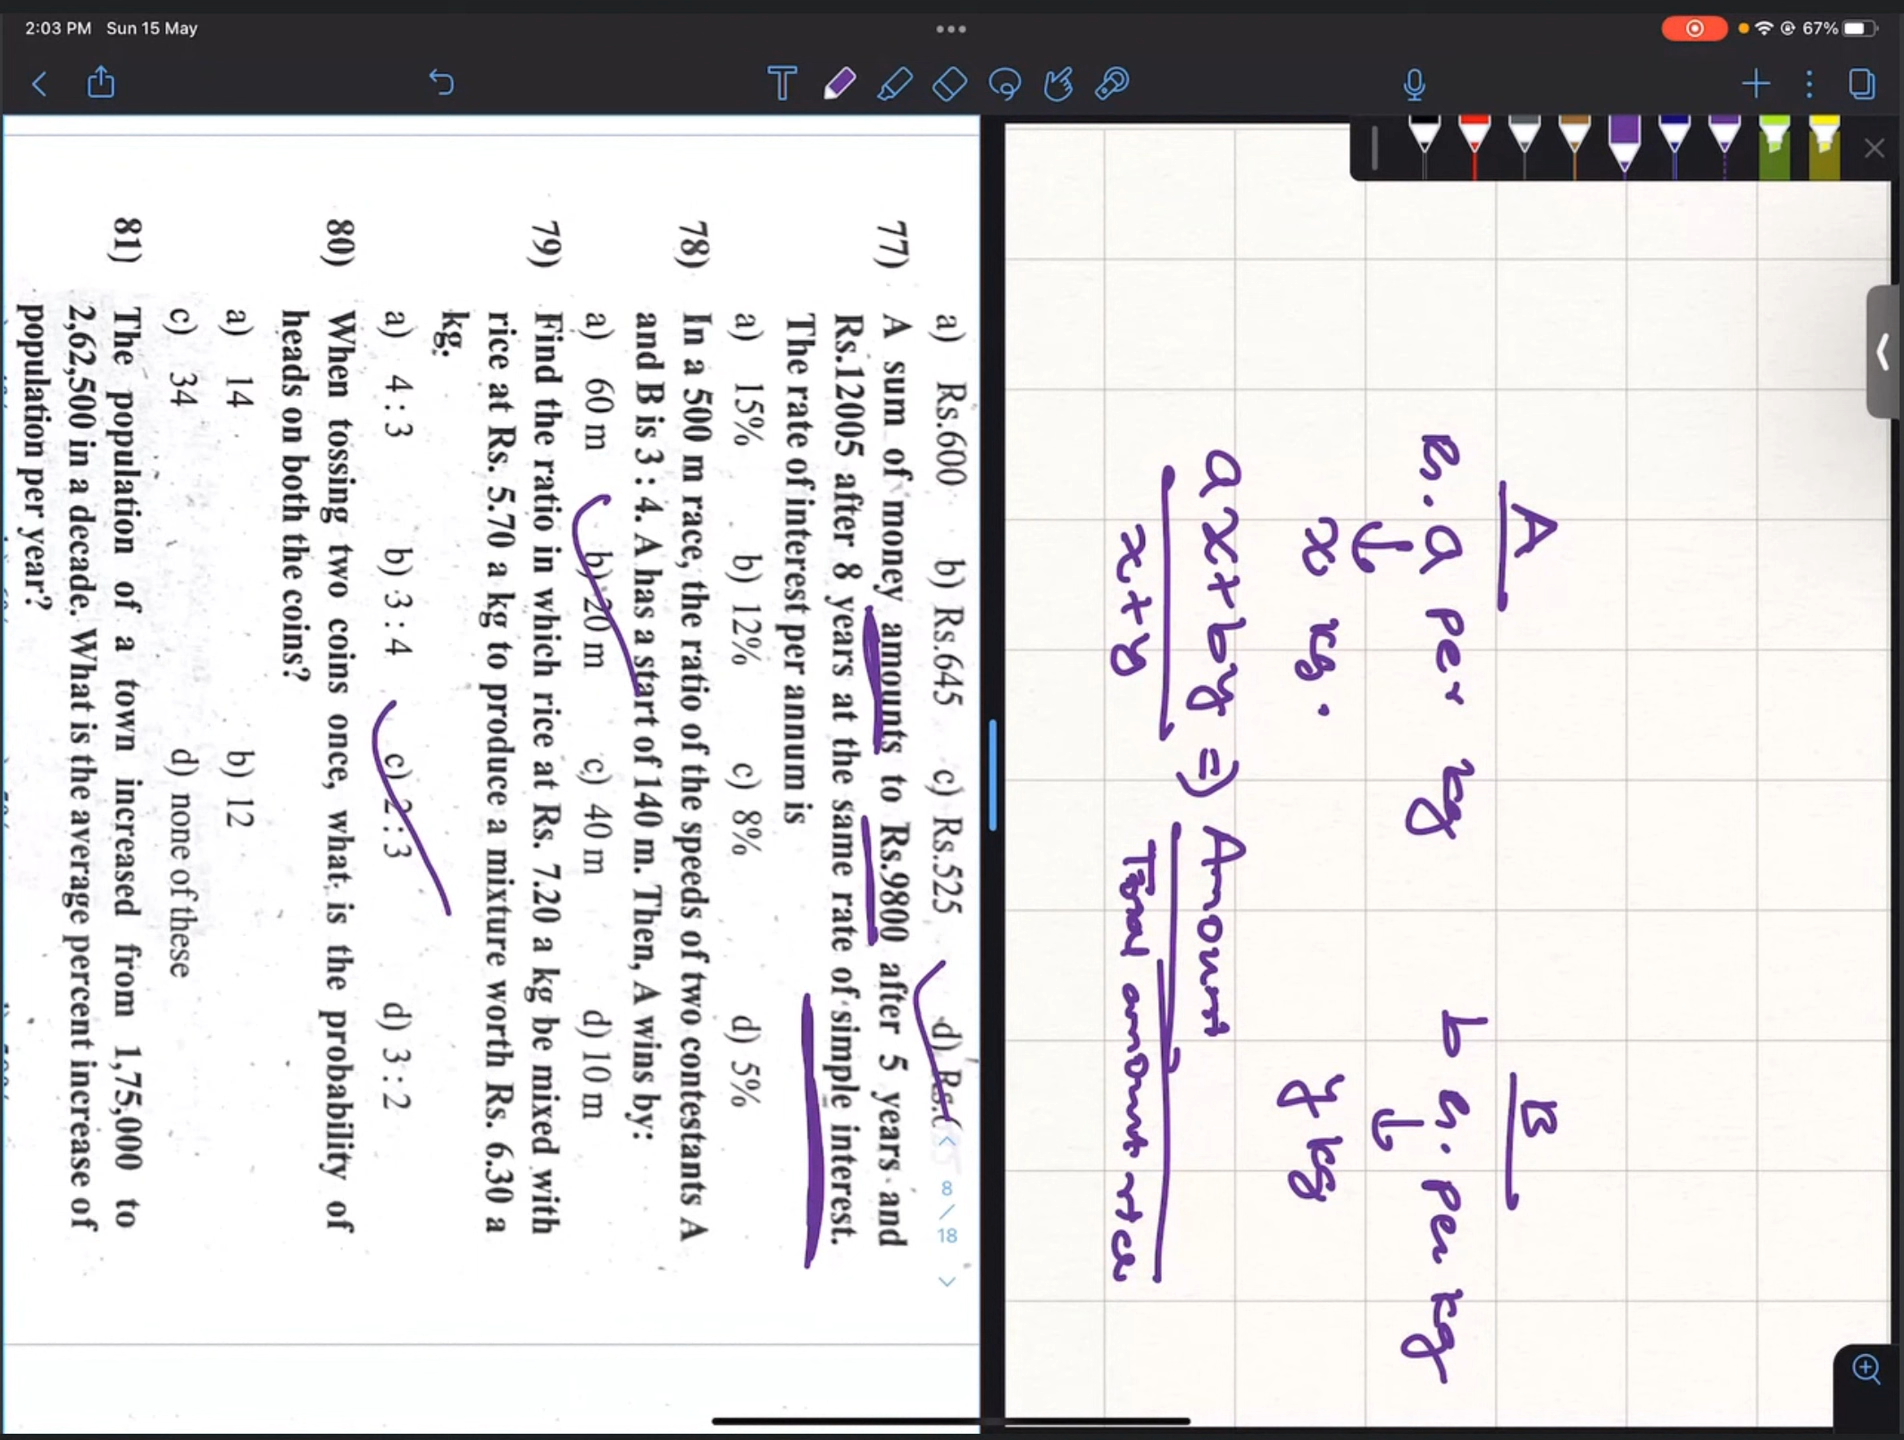 2:03 PM Sun 15 May
67%
a) Rs.600 b) Rs.645 c) Rs.525 d) Rs.6
77) A sum of money amounts to Rs.9800 after 5 years and
Rs.12005 after 8 years at the same rate of simple interest.
The rate of interest per annum is
a) 15% b) 12% c) 8% d) 5%
78) In a 500 m race, the ratio of the speeds of two contestants A
and B is 3 : 4. A has a start of 140 m. Then, A wins by:
a) 60 m b) 20 m c) 40 m d) 10 m
79) Find the ratio in which rice at Rs. 7.20 a kg be mixed with
rice at Rs. 5.70 a kg to produce a mixture worth Rs. 6.30 a
kg.
a) 4 : 3 b) 3 : 4 c) 2 : 3 d) 3 : 2
80) When tossing two coins once, what is the probability of
heads on both the coins?
a) 14 b) 12
c) 34 d) none of these
81) The population of a town increased from 1,75,000 to
2,62,500 in a decade. What is the average percent increase of
population per year?
8 / 18
A B
Rs. a per kg b Rs. per kg
↓ ↓
x kg. y kg
ax+by ⇒ Amount
x+y Total amount rice